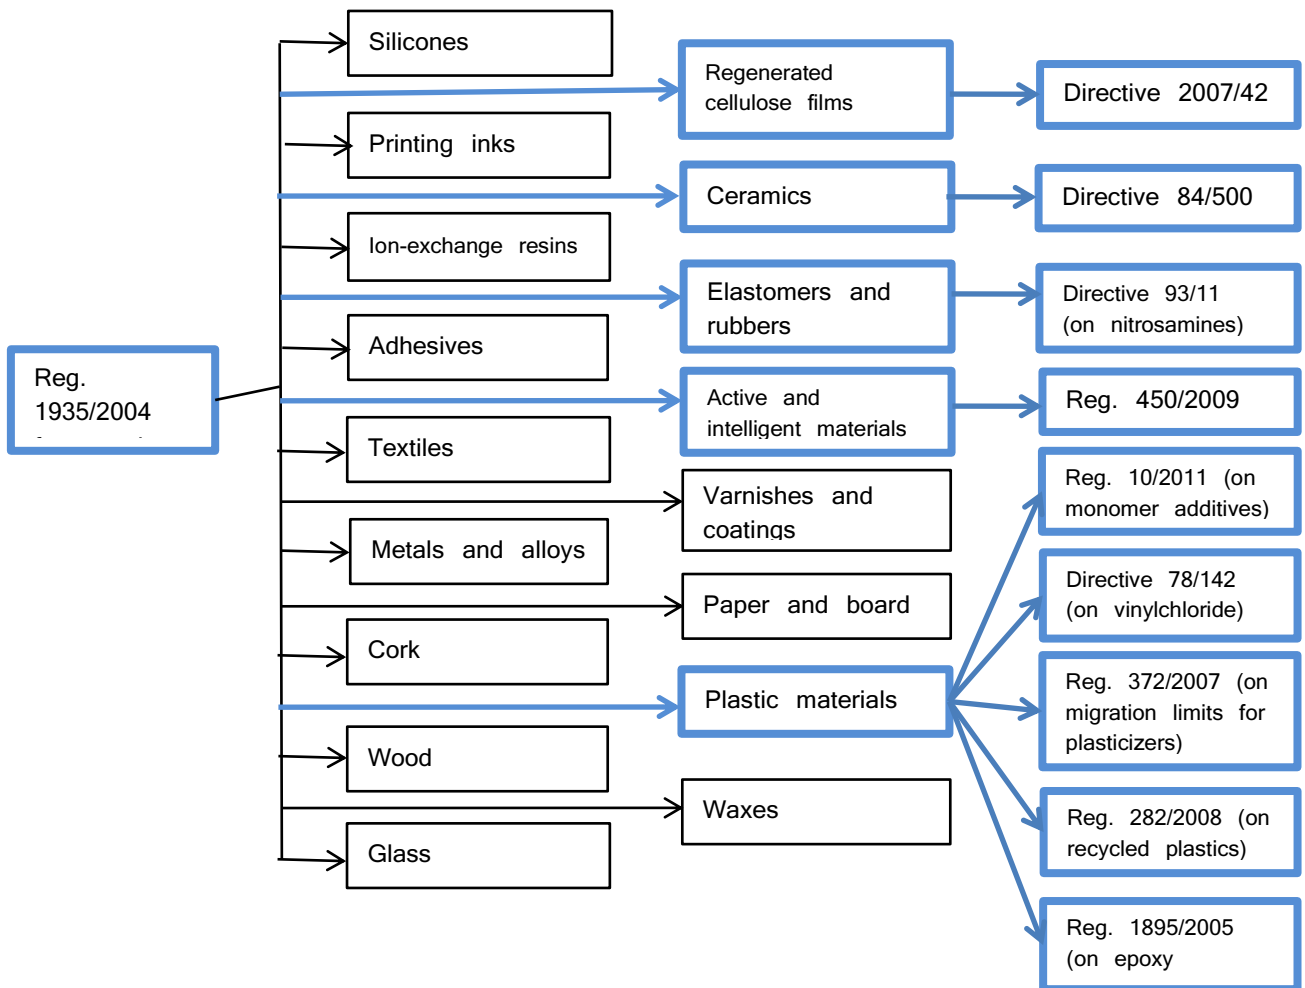 Reg.
1935/2004
Silicones
Printing inks
Ion-exchange resins
Adhesives
Textiles
Metals and alloys
Cork
Wood
Glass
Regenerated
cellulose films
Ceramics
Elastomers and
rubbers
Active and
intelligent materials
Varnishes and
coatings
Paper and board
Plastic materials
Waxes
Directive 2007/42
Directive 84/500
Directive 93/11
(on nitrosamines)
Reg. 450/2009
Reg. 10/2011 (on
monomer additives)
Directive 78/142
(on vinylchloride)
Reg. 372/2007 (on
migration limits for
plasticizers)
Reg. 282/2008 (on
recycled plastics)
Reg. 1895/2005
(on epoxy